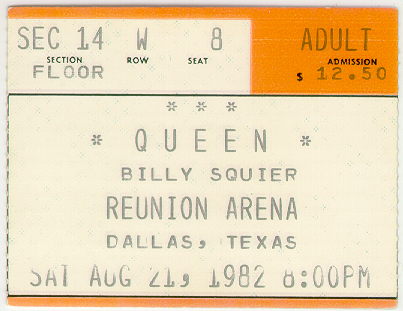 SEC 14 W 8 ADULT
SECTION ROW SEAT ADMISSION
FLOOR $ 12.50
* * *
* QUEEN *
BILLY SQUIER
REUNION ARENA
DALLAS, TEXAS
SAT AUG 21, 1982 8:00PM